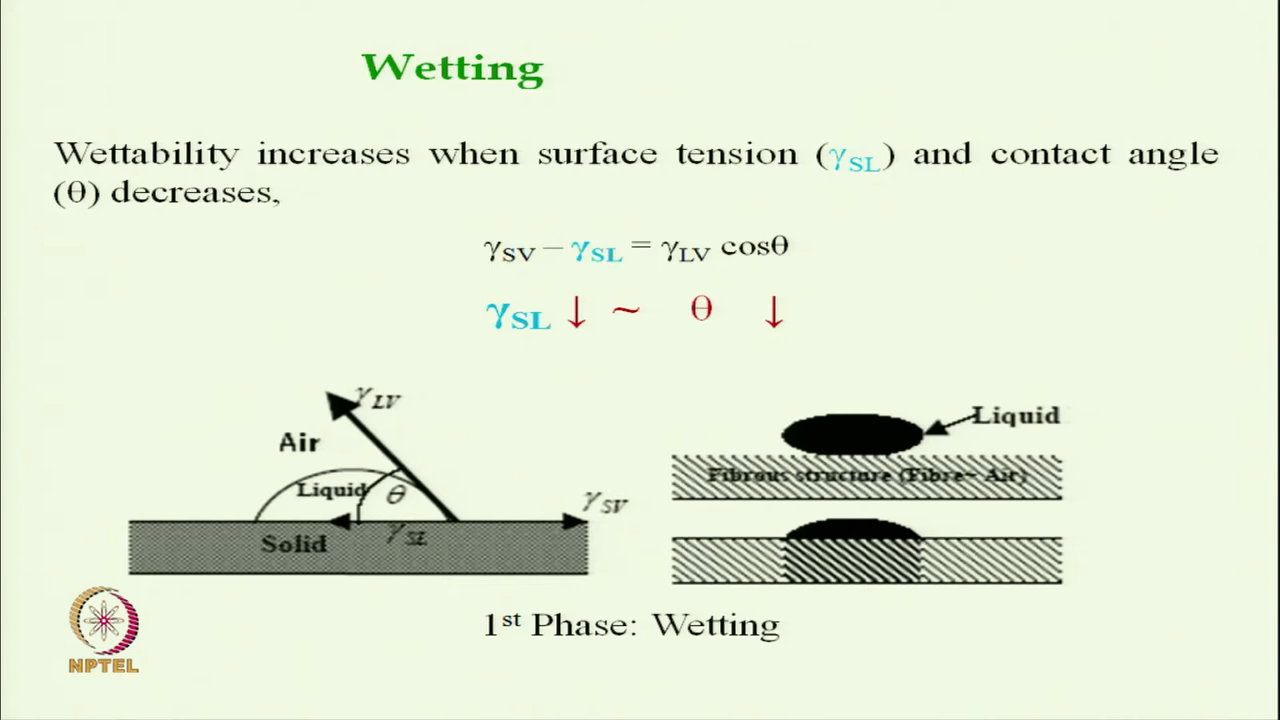 Wetting
Wettability increases when surface tension (γSL) and contact angle
(θ) decreases,
γSV – γSL = γLV cosθ
γSL ↓ ~ θ ↓
γLV
Air
Liquid
θ
γSV
γSL
Solid
Liquid
Fibrous structure (Fibre~ Air)
1st Phase: Wetting
NPTEL